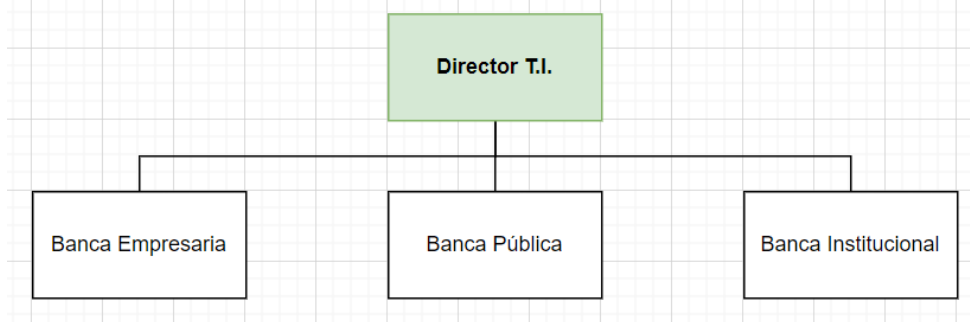 Director T.I.
Banca Empresaria
Banca Pública
Banca Institucional